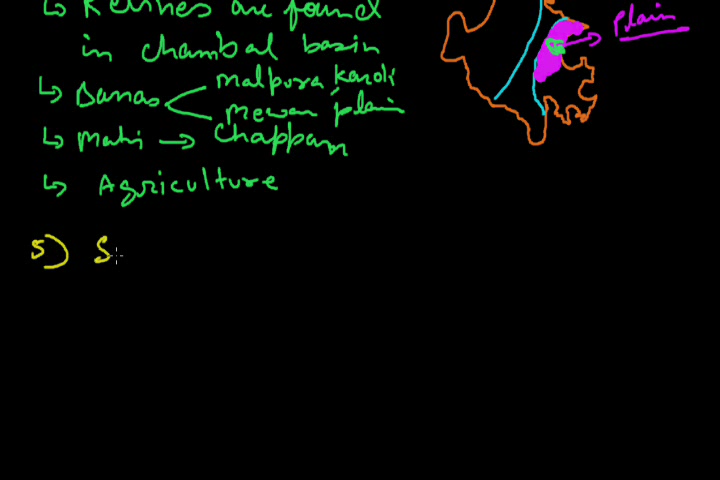 ↳ Ravines are found
in chambal basin
↳ Banas < malpura karoli
mewar plain
↳ Mahi → Chappan
↳ Agriculture
5) S
Plain